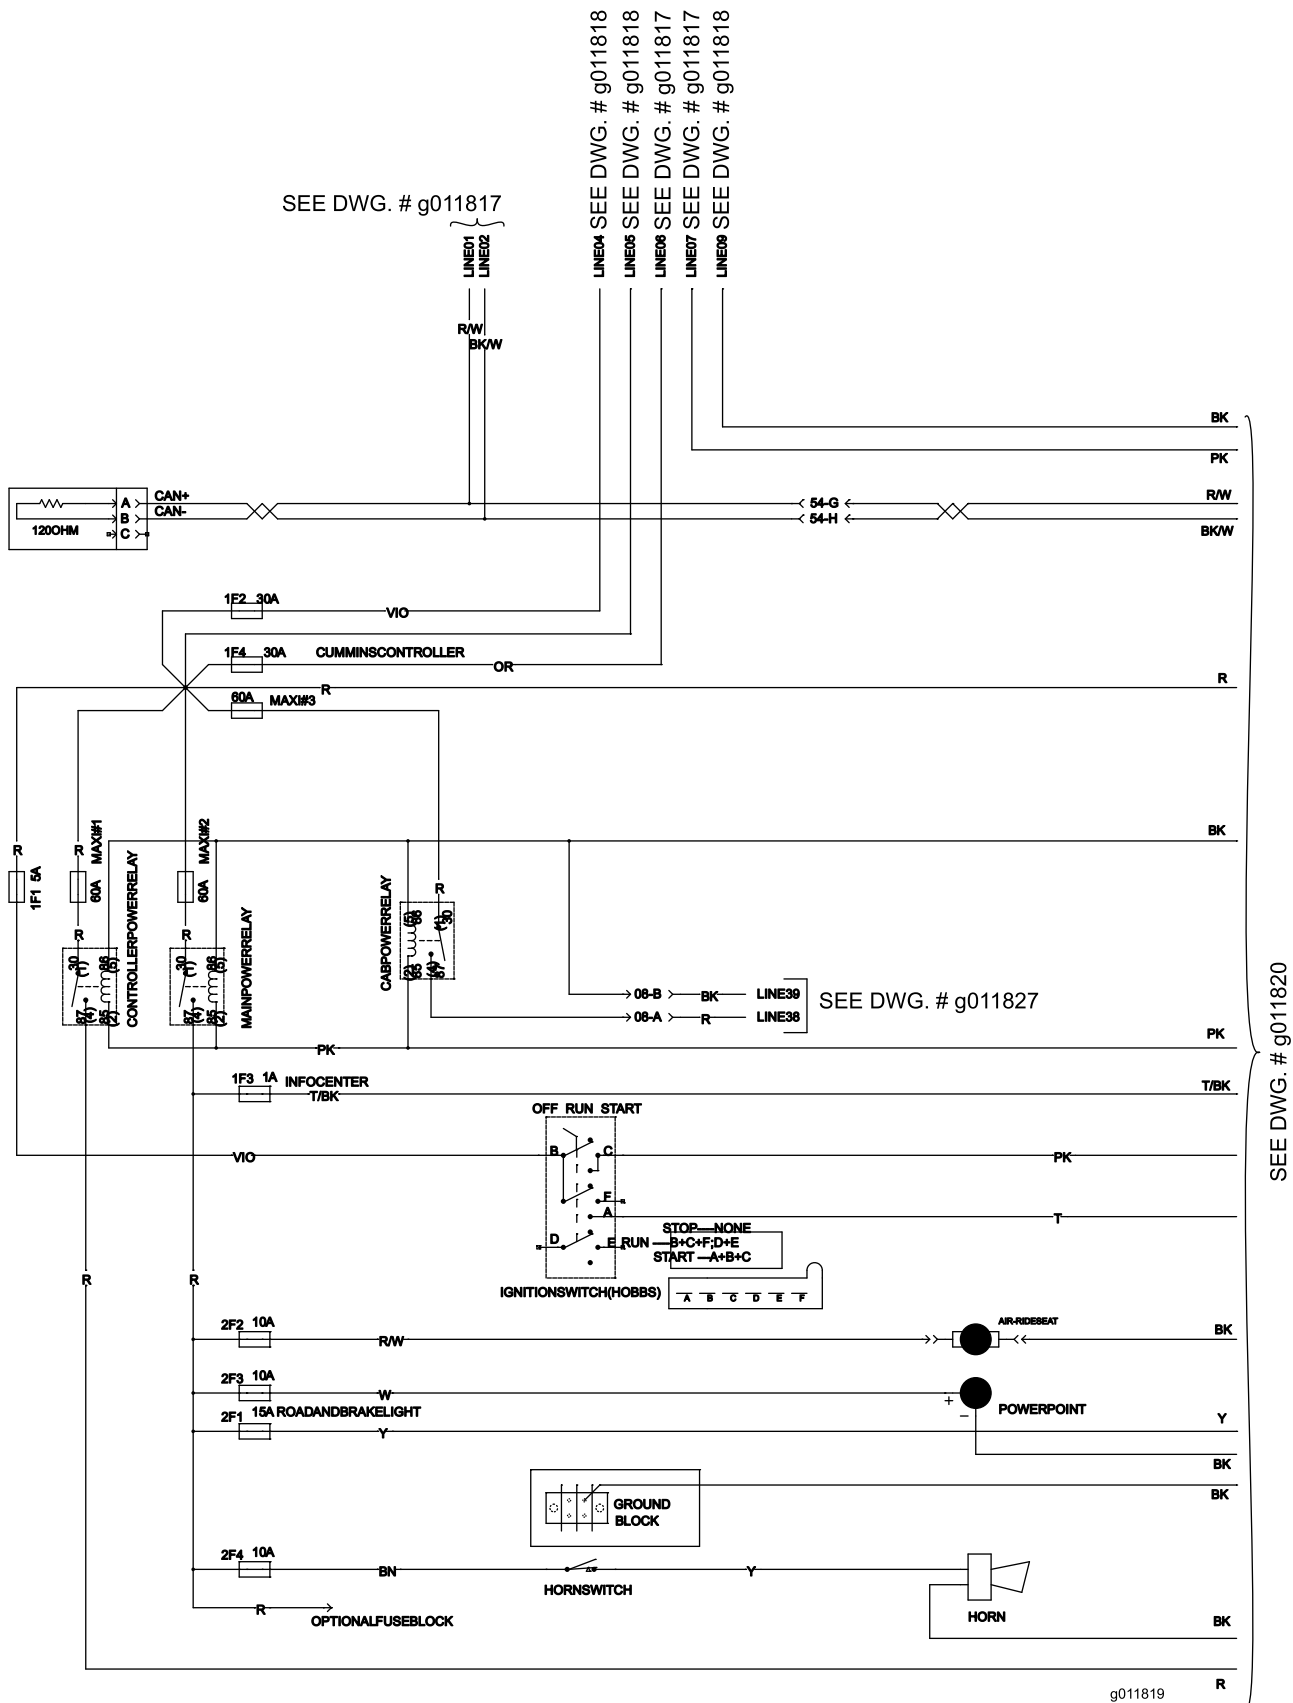 SEE DWG. # g011818
SEE DWG. # g011818
SEE DWG. # g011817
SEE DWG. # g011817
SEE DWG. # g011818
SEE DWG. # g011817
LINE01
LINE02
LINE04
LINE05
LINE06
LINE07
LINE09
R/W
BK/W
BK
PK
A CAN+
B CAN-
C
120OHM
54-G
54-H
R/W
BK/W
1F2 30A
VIO
1F4 30A CUMMINSCONTROLLER
OR
R
R
60A MAXI#3
R
1F1 5A
R
MAXI#1
60A
MAXI#2
60A
BK
R
R
R
CONTROLLERPOWERRELAY
30
(1)
86
(5)
87
(4)
85
(2)
MAINPOWERRELAY
30
(1)
86
(5)
87
(4)
85
(2)
CABPOWERRELAY
(5)
86
(1)
30
(2)
85
(4)
87
08-B BK LINE39
08-A R LINE38
SEE DWG. # g011827
PK
PK
1F3 1A INFOCENTER
T/BK
T/BK
OFF RUN START
VIO
B
C
PK
F
A
T
D
E
STOP—NONE
RUN —B+C+F;D+E
START —A+B+C
IGNITIONSWITCH(HOBBS)
A B C D E F
R
R
2F2 10A
R/W
AIR-RIDESEAT
BK
2F3 10A
W
+
–
POWERPOINT
2F1 15A ROADANDBRAKELIGHT
Y
Y
BK
BK
GROUND
BLOCK
2F4 10A
BN
HORNSWITCH
Y
HORN
BK
R
OPTIONALFUSEBLOCK
R
SEE DWG. # g011820
g011819